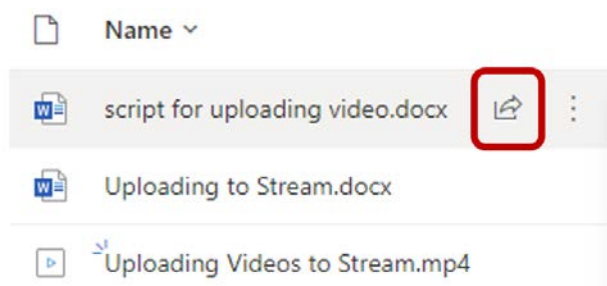 Name
script for uploading video.docx
Uploading to Stream.docx
Uploading Videos to Stream.mp4